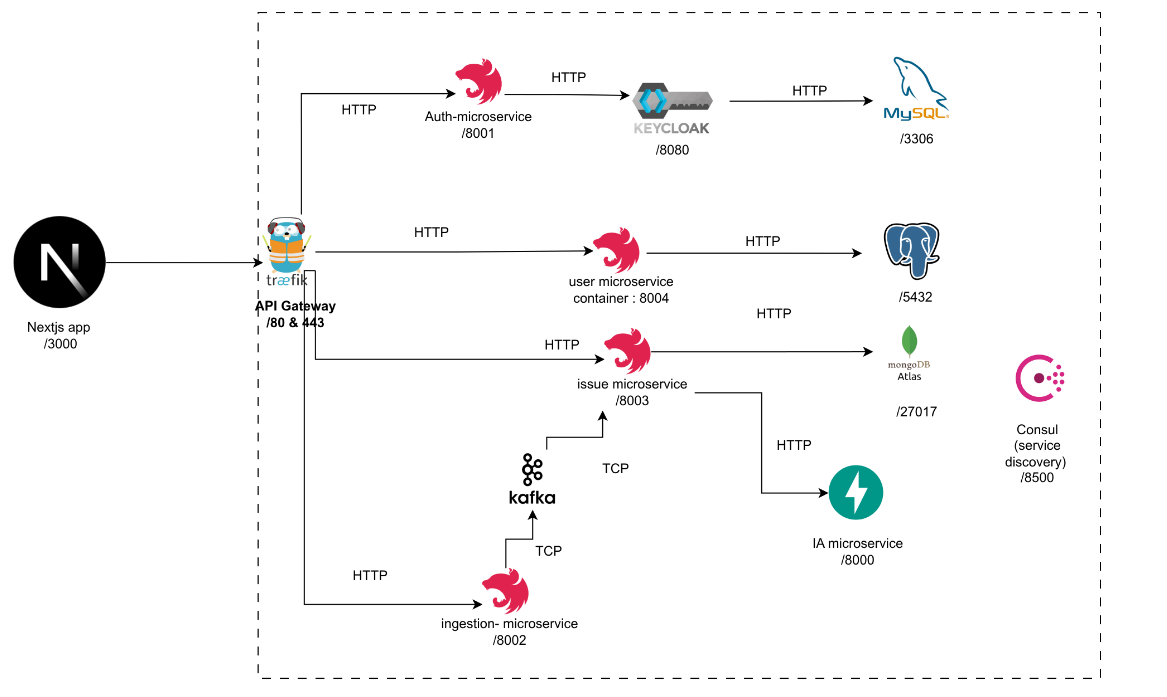 HTTP
HTTP
HTTP
Auth-microservice
/8001
KEYCLOAK
/8080
MySQL
/3306
N
Nextjs app
/3000
træfik
API Gateway
/80 & 443
HTTP
user microservice
container : 8004
HTTP
/5432
HTTP
HTTP
issue microservice
/8003
mongoDB
Atlas
/27017
Consul
(service
discovery)
/8500
HTTP
TCP
kafka
TCP
IA microservice
/8000
HTTP
ingestion- microservice
/8002